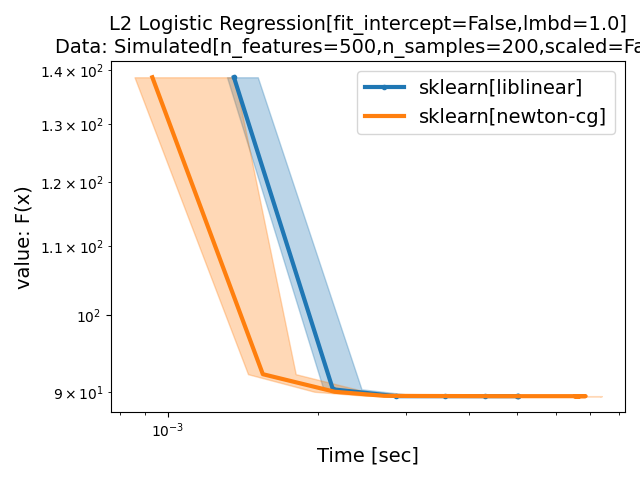 L2 Logistic Regression[fit_intercept=False,lmbd=1.0]
Data: Simulated[n_features=500,n_samples=200,scaled=Fa
sklearn[liblinear]
sklearn[newton-cg]
value: F(x)
1.4 × 10²
1.3 × 10²
1.2 × 10²
1.1 × 10²
10²
9 × 10¹
10⁻³
Time [sec]